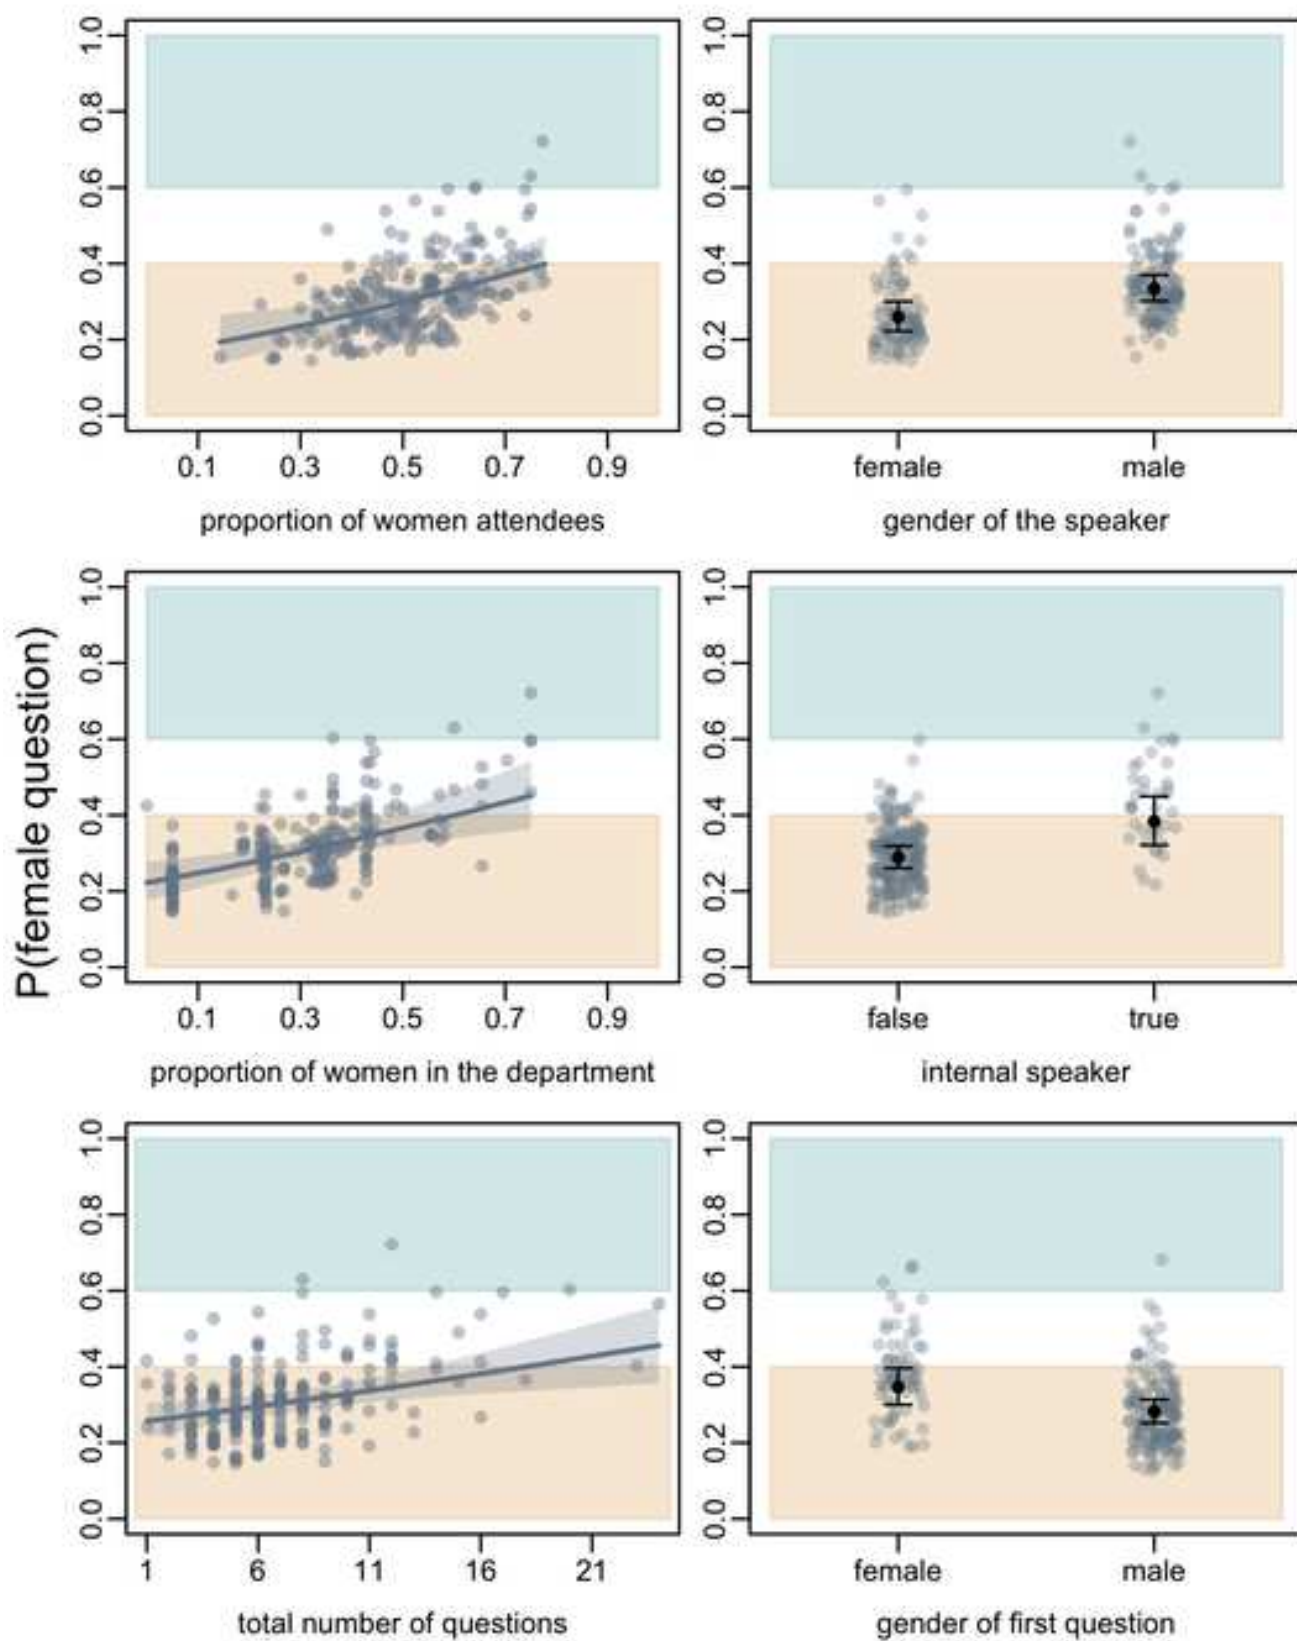 P(female question)
1.0
0.8
0.6
0.4
0.2
0.0
0.1 0.3 0.5 0.7 0.9
proportion of women attendees
1.0
0.8
0.6
0.4
0.2
0.0
female male
gender of the speaker
1.0
0.8
0.6
0.4
0.2
0.0
0.1 0.3 0.5 0.7 0.9
proportion of women in the department
1.0
0.8
0.6
0.4
0.2
0.0
false true
internal speaker
1.0
0.8
0.6
0.4
0.2
0.0
1 6 11 16 21
total number of questions
1.0
0.8
0.6
0.4
0.2
0.0
female male
gender of first question